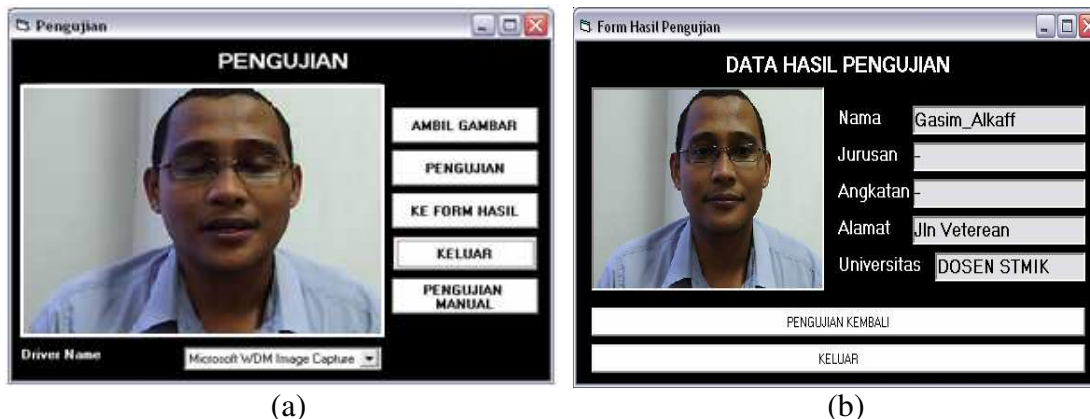 Pengujian
PENGUJIAN
AMBIL GAMBAR
PENGUJIAN
KE FORM HASIL
KELUAR
PENGUJIAN
MANUAL
Driver Name
Microsoft WDM Image Capture
(a)
Form Hasil Pengujian
DATA HASIL PENGUJIAN
Nama Gasim_Alkaff
Jurusan -
Angkatan -
Alamat Jln Veterean
Universitas DOSEN STMIK
PENGUJIAN KEMBALI
KELUAR
(b)